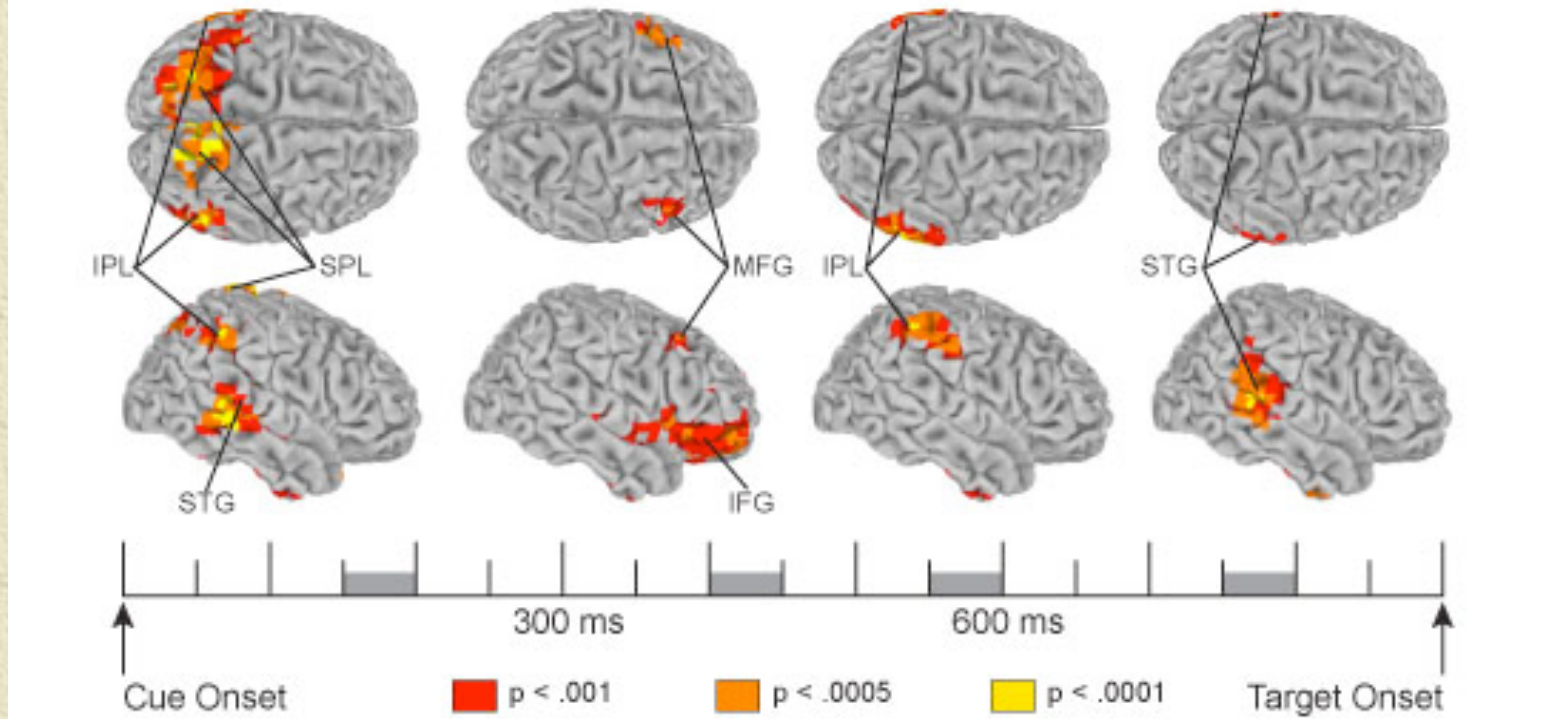 IPL
SPL
MFG
IPL
STG
STG
IFG
300 ms
600 ms
Cue Onset
p < .001
p < .0005
p < .0001
Target Onset